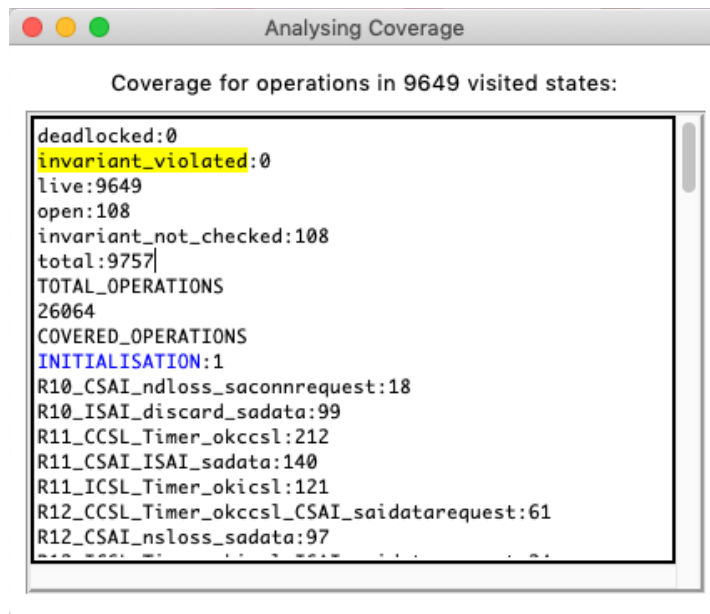 Analysing Coverage
Coverage for operations in 9649 visited states:
deadlocked:0
invariant_violated:0
live:9649
open:108
invariant_not_checked:108
total:9757
TOTAL_OPERATIONS
26064
COVERED_OPERATIONS
INITIALISATION:1
R10_CSAI_ndloss_saconnrequest:18
R10_ISAI_discard_sadata:99
R11_CCSL_Timer_okccsl:212
R11_CSAI_ISAI_sadata:140
R11_ICSL_Timer_okicsl:121
R12_CCSL_Timer_okccsl_CSAI_saidatarequest:61
R12_CSAI_nsloss_sadata:97